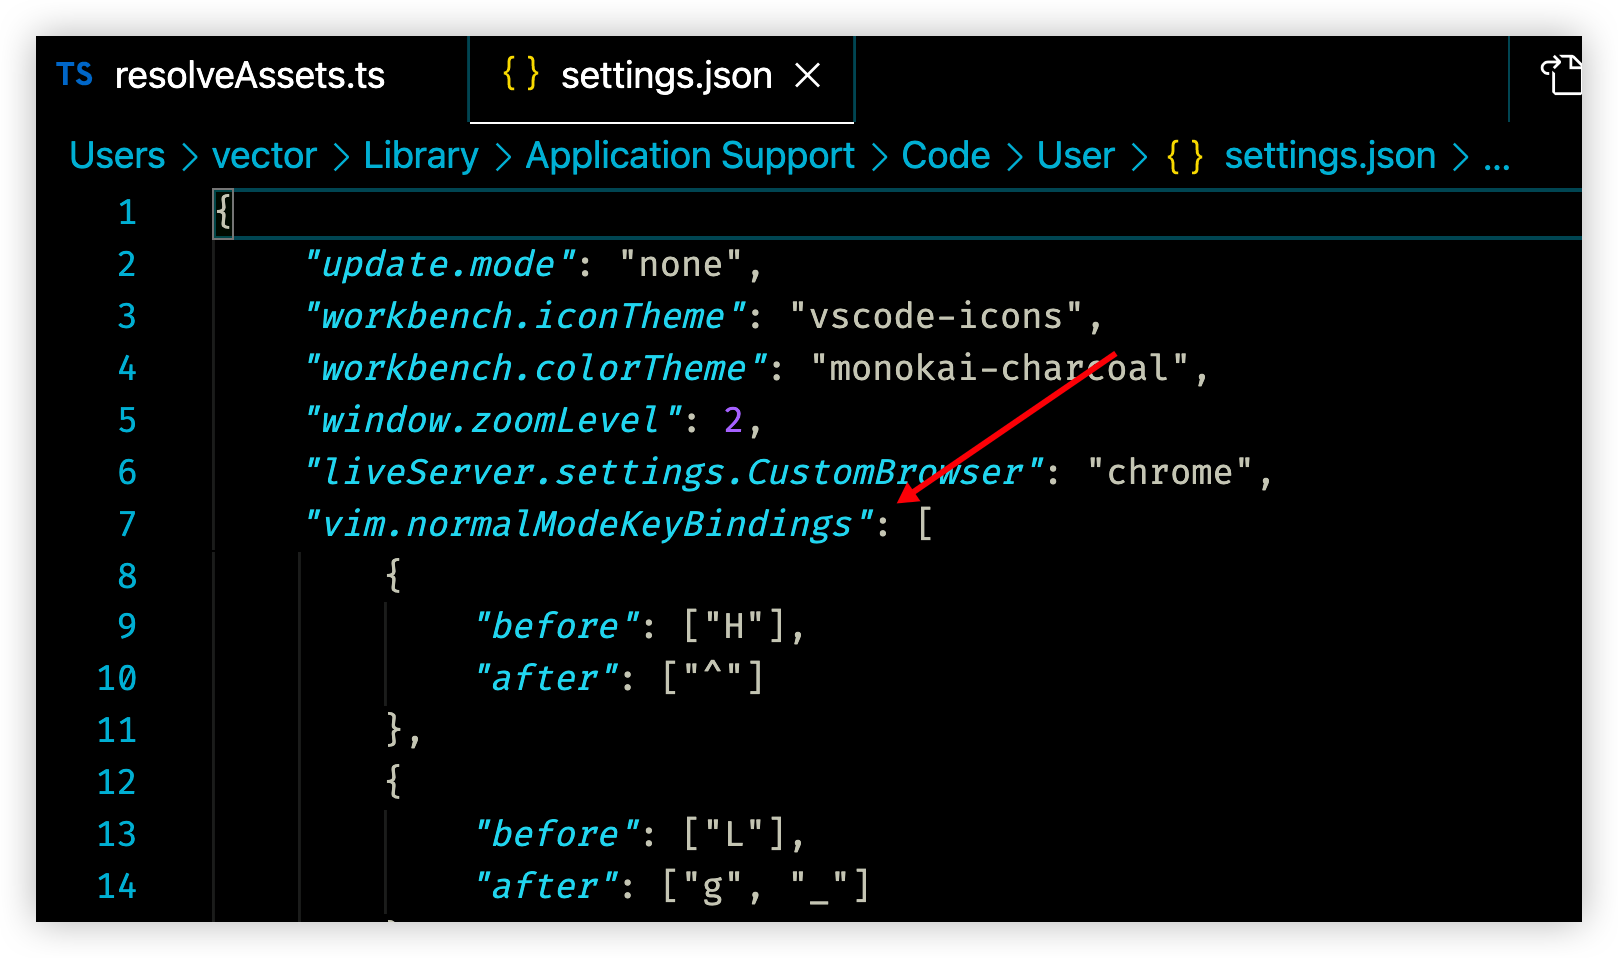 TS resolveAssets.ts {} settings.json ×
Users > vector > Library > Application Support > Code > User > {} settings.json > ...
1 {
2 "update.mode": "none",
3 "workbench.iconTheme": "vscode-icons",
4 "workbench.colorTheme": "monokai-charcoal",
5 "window.zoomLevel": 2,
6 "liveServer.settings.CustomBrowser": "chrome",
7 "vim.normalModeKeyBindings": [
8 {
9 "before": ["H"],
10 "after": ["^"]
11 },
12 {
13 "before": ["L"],
14 "after": ["g", "_"]